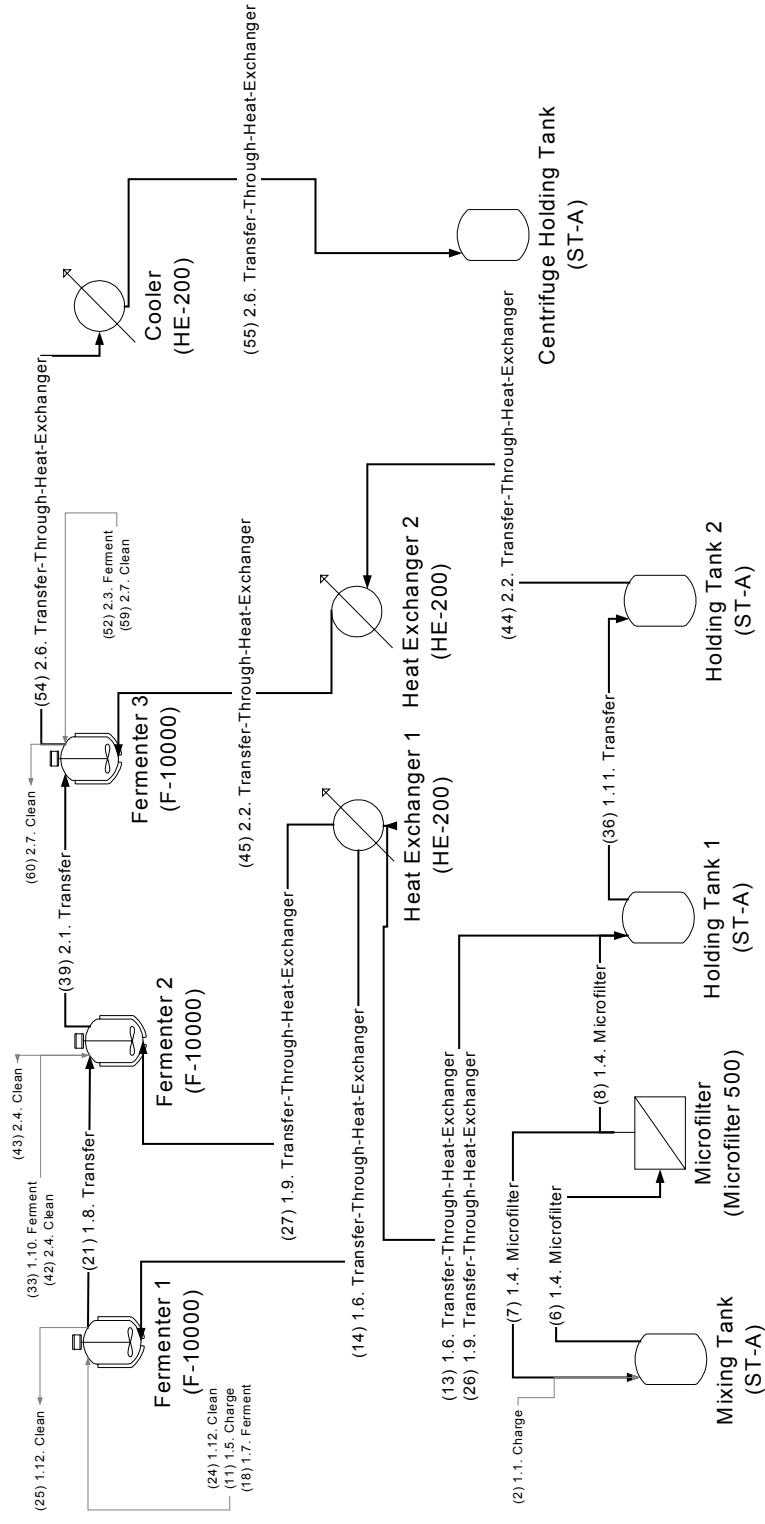 (25) 1.12. Clean
(24) 1.12. Clean
(11) 1.5. Charge
(18) 1.7. Ferment
Fermenter 1
(F-10000)
(21) 1.8. Transfer
(33) 1.10. Ferment
(42) 2.4. Clean
(43) 2.4. Clean
Fermenter 2
(F-10000)
(39) 2.1. Transfer
(60) 2.7. Clean
Fermenter 3
(F-10000)
(54) 2.6. Transfer-Through-Heat-Exchanger
(52) 2.3. Ferment
(59) 2.7. Clean
Cooler
(HE-200)
(55) 2.6. Transfer-Through-Heat-Exchanger
(27) 1.9. Transfer-Through-Heat-Exchanger
(45) 2.2. Transfer-Through-Heat-Exchanger
(14) 1.6. Transfer-Through-Heat-Exchanger
Heat Exchanger 1
(HE-200)
Heat Exchanger 2
(HE-200)
(13) 1.6. Transfer-Through-Heat-Exchanger
(26) 1.9. Transfer-Through-Heat-Exchanger
(44) 2.2. Transfer-Through-Heat-Exchanger
Centrifuge Holding Tank
(ST-A)
(2) 1.1. Charge
(7) 1.4. Microfilter
(6) 1.4. Microfilter
(8) 1.4. Microfilter
(36) 1.11. Transfer
Mixing Tank
(ST-A)
Microfilter
(Microfilter 500)
Holding Tank 1
(ST-A)
Holding Tank 2
(ST-A)